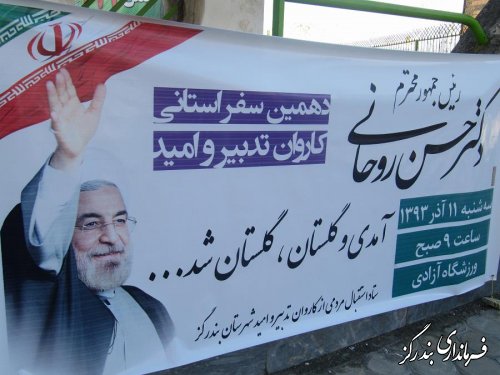 رئیس جمهور محترم
دکتر حسن روحانی
دهمین سفر استانی
کاروان تدبیر و امید
سه شنبه ۱۱ آذر ۱۳۹۳
ساعت ۹ صبح
ورزشگاه آزادی
آمدی و گلستان، گلستان شد...
ستاد استقبال مردمی از کاروان تدبیر و امید شهرستان بندرگز
فرمانداری بندرگز